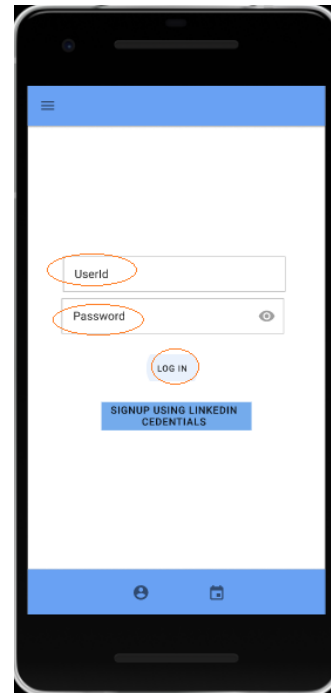 UserId
Password
LOG IN
SIGNUP USING LINKEDIN
CEDENTIALS